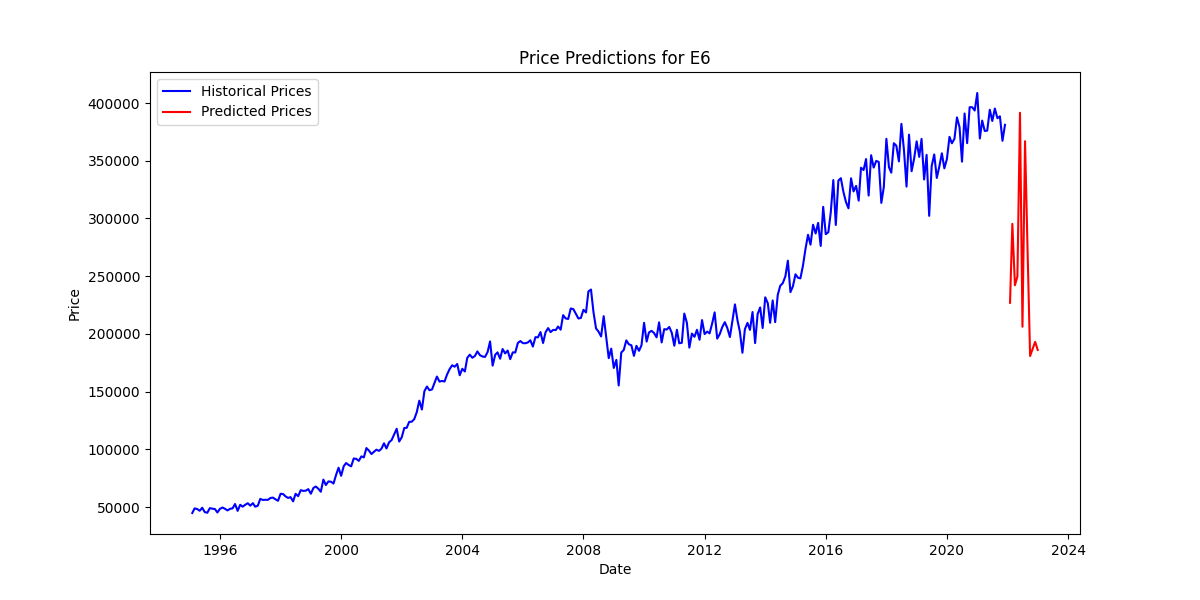 Price Predictions for E6
Historical Prices
Predicted Prices
400000
350000
300000
250000
200000
150000
100000
50000
Price
1996 2000 2004 2008 2012 2016 2020 2024
Date